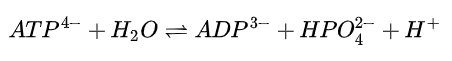 ATP⁴⁻ + H₂O ⇌ ADP³⁻ + HPO₄²⁻ + H⁺